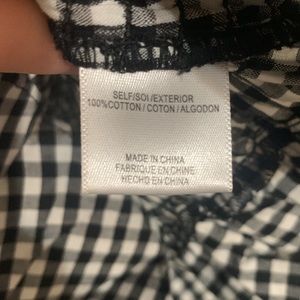 SELF/SOI/EXTERIOR
100%COTTON/COTON/ALGODON
MADE IN CHINA
FABRIQUE EN CHINE
HECHO EN CHINA